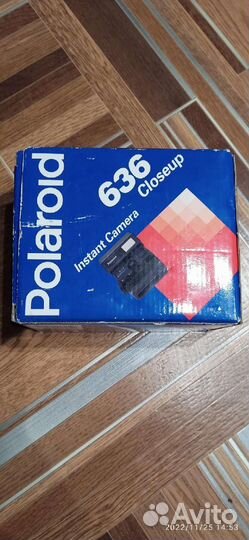 Polaroid
636
Closeup
Instant Camera
Avito
2022/11/25 14:53